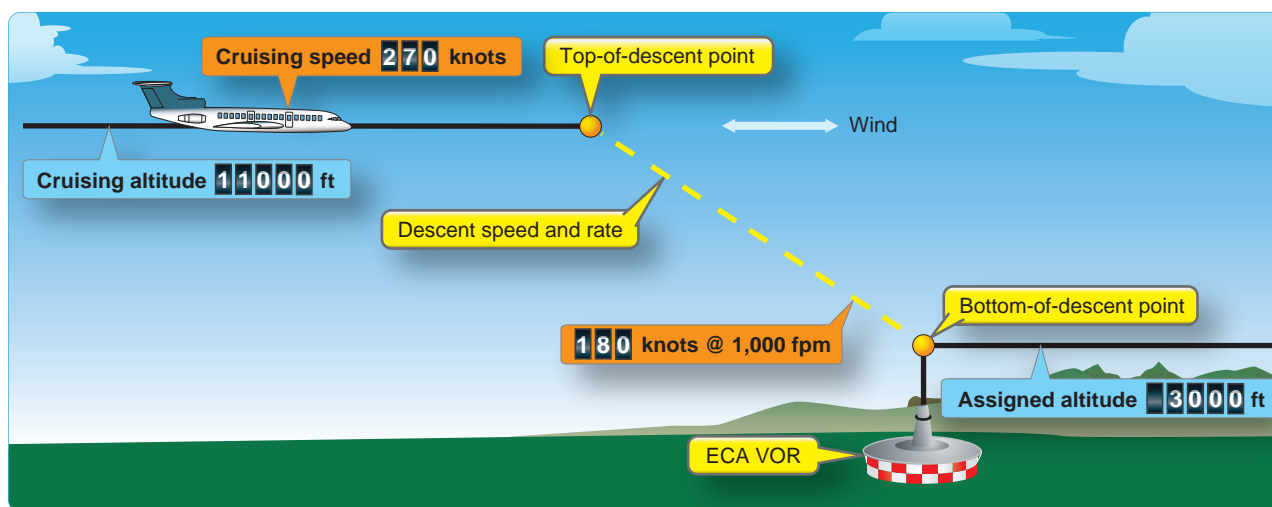 Cruising speed 270 knots
Top-of-descent point
Wind
Cruising altitude 11000 ft
Descent speed and rate
Bottom-of-descent point
180 knots @ 1,000 fpm
Assigned altitude 3000 ft
ECA VOR